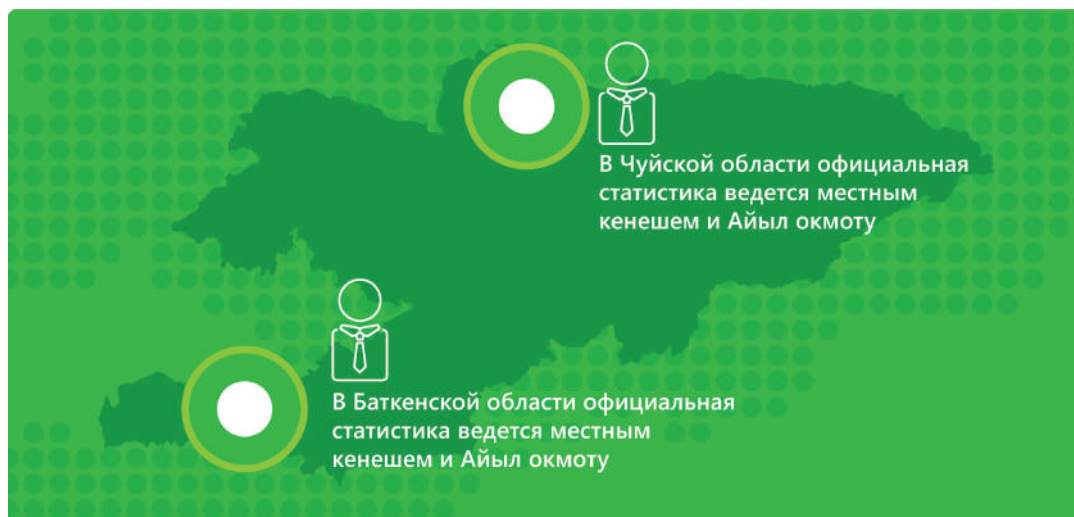 В Чуйской области официальная
статистика ведется местным
кенешем и Айыл окмоту
В Баткенской области официальная
статистика ведется местным
кенешем и Айыл окмоту